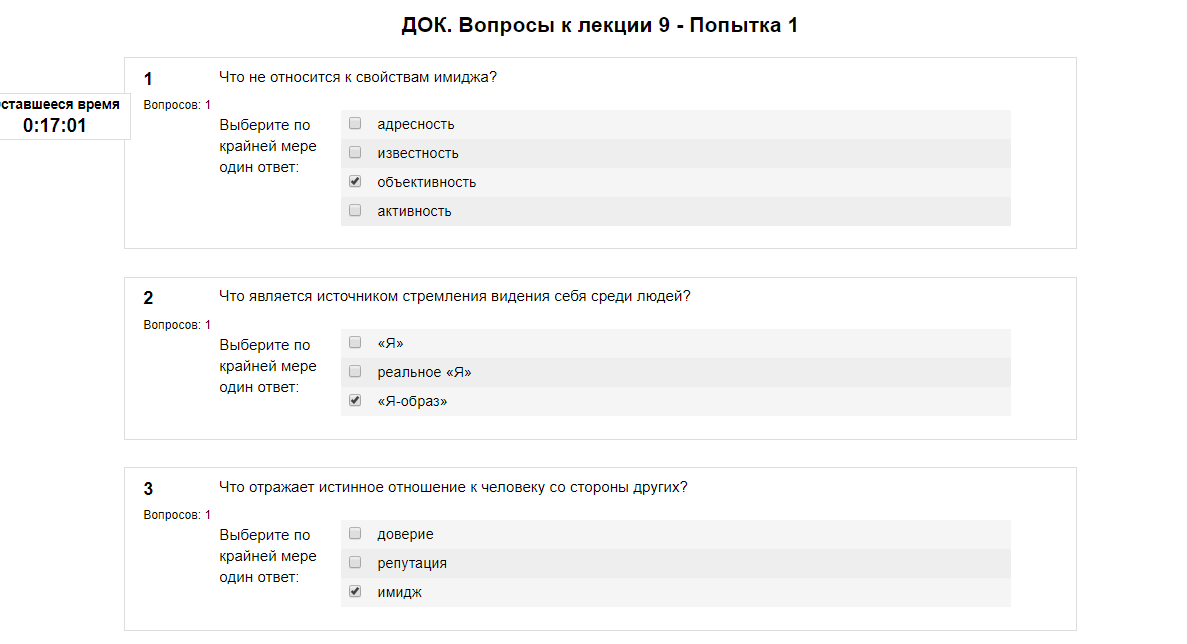 ДОК. Вопросы к лекции 9 - Попытка 1
1
Что не относится к свойствам имиджа?
ставшееся время
0:17:01
Вопросов: 1
Выберите по
крайней мере
один ответ:
адресность
известность
объективность
активность
2
Что является источником стремления видения себя среди людей?
Вопросов: 1
Выберите по
крайней мере
один ответ:
«Я»
реальное «Я»
«Я-образ»
3
Что отражает истинное отношение к человеку со стороны других?
Вопросов: 1
Выберите по
крайней мере
один ответ:
доверие
репутация
имидж